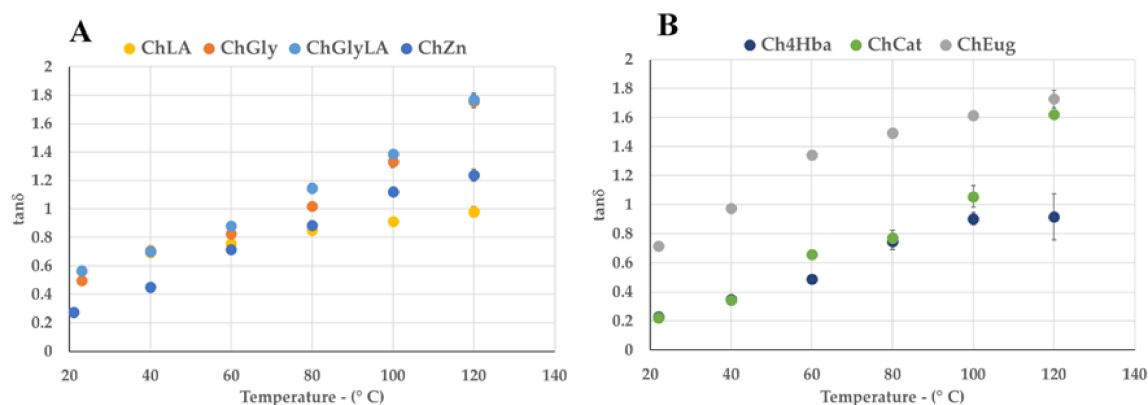 A
ChLA ChGly ChGlyLA ChZn
tanδ
2
1.8
1.6
1.4
1.2
1
0.8
0.6
0.4
0.2
0
20 40 60 80 100 120 140
Temperature - (° C)
B
Ch4Hba ChCat ChEug
tanδ
2
1.8
1.6
1.4
1.2
1
0.8
0.6
0.4
0.2
0
20 40 60 80 100 120 140
Temperature - (° C)